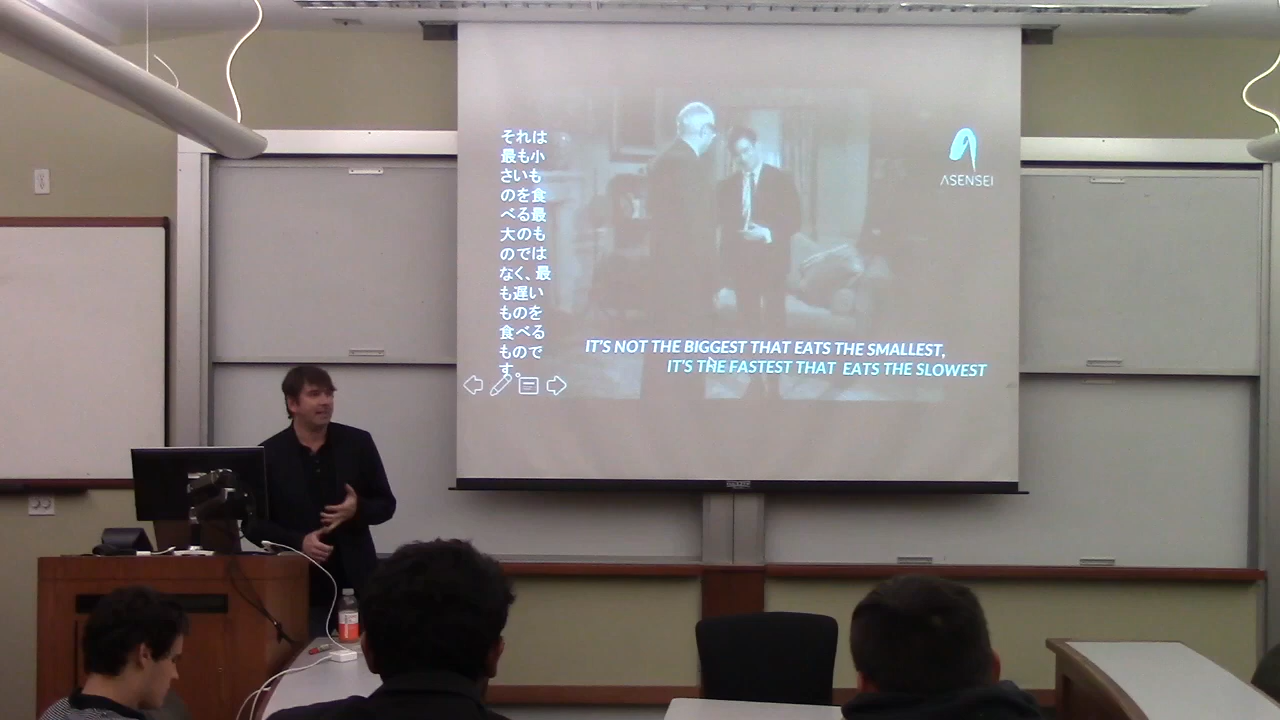 それは
最も小
さいも
のを食
べる最
大のも
のでは
なく、最
も遅い
ものを
食べる
もので
す。
ASENSEI
IT'S NOT THE BIGGEST THAT EATS THE SMALLEST,
IT'S THE FASTEST THAT EATS THE SLOWEST